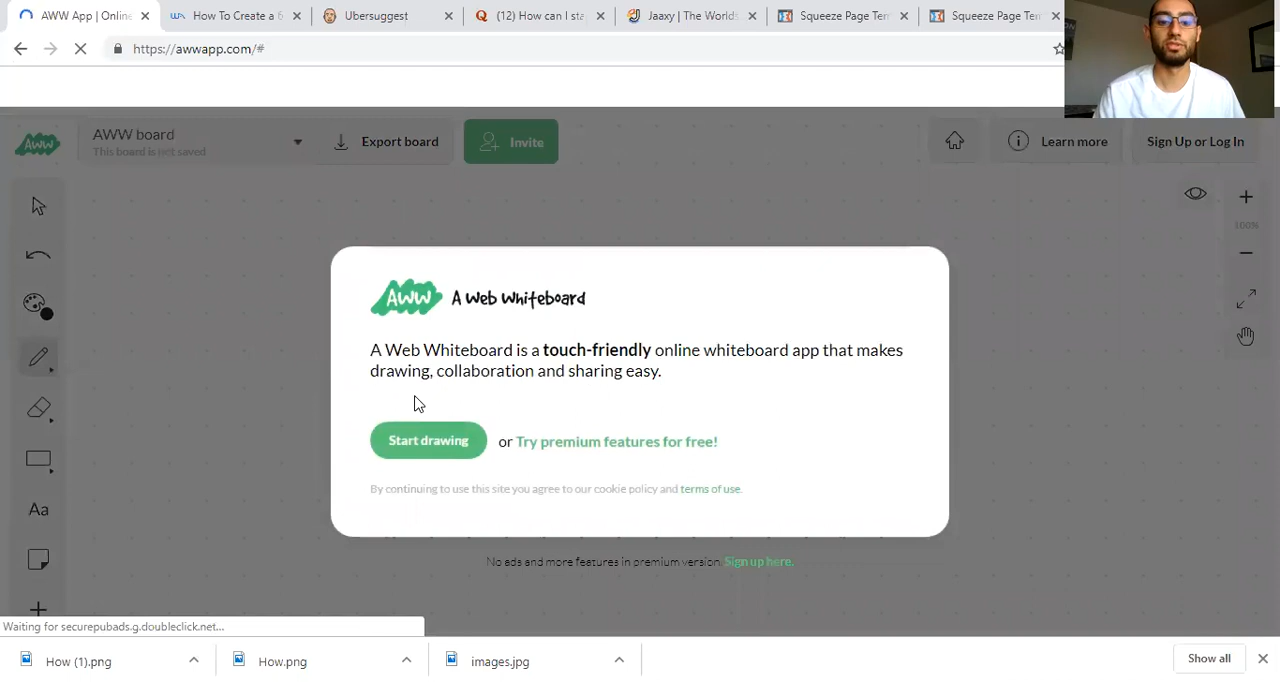 AWW App | Onlin
How To Create a 6
Ubersuggest
(12) How can I sta
Jaaxy | The Worlds
Squeeze Page Tem
Squeeze Page Tem
https://awwapp.com/#
AWW
AWW board
This board is not saved
Export board
Invite
Learn more
Sign Up or Log In
100%
AWW A Web Whiteboard
A Web Whiteboard is a touch-friendly online whiteboard app that makes
drawing, collaboration and sharing easy.
Start drawing or Try premium features for free!
By continuing to use this site you agree to our cookie policy and terms of use.
Aa
No ads and more features in premium version. Sign up here.
Waiting for securepubads.g.doubleclick.net...
How (1).png
How.png
images.jpg
Show all